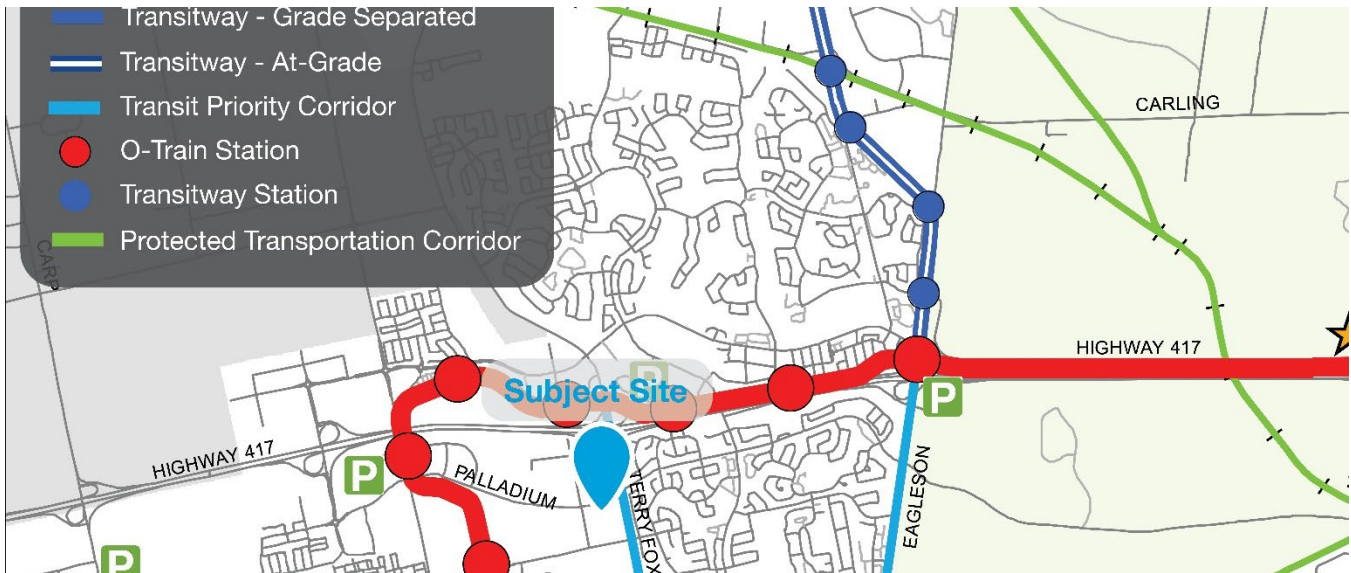 Transitway - Grade Separated
Transitway - At-Grade
Transit Priority Corridor
O-Train Station
Transitway Station
Protected Transportation Corridor
CARP
CARLING
HIGHWAY 417
Subject Site
P
P
HIGHWAY 417
P
PALLADIUM
TERRY FOX
EAGLESON
P